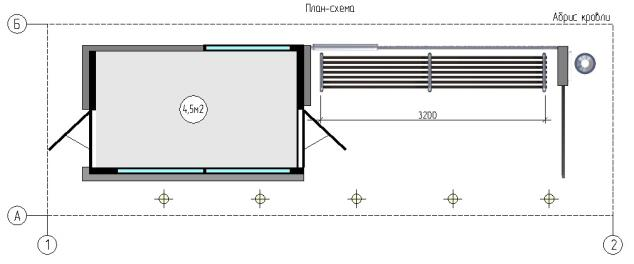 План-схема
Б
Абрис кровли
4,5м2
3200
А
1
2